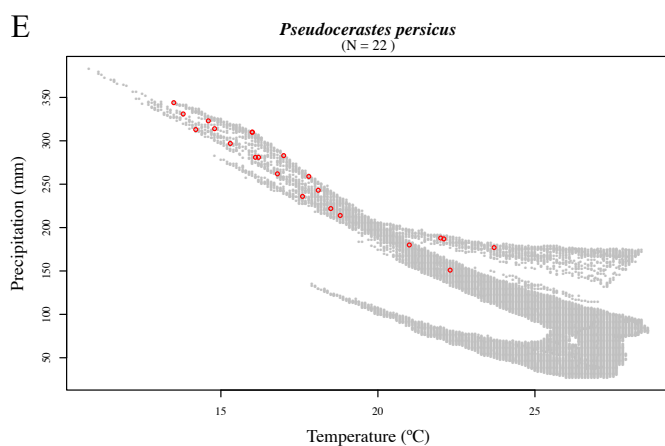 E
Pseudocerastes persicus
(N = 22 )
Precipitation (mm)
350
300
250
200
150
100
50
15 20 25
Temperature (ºC)